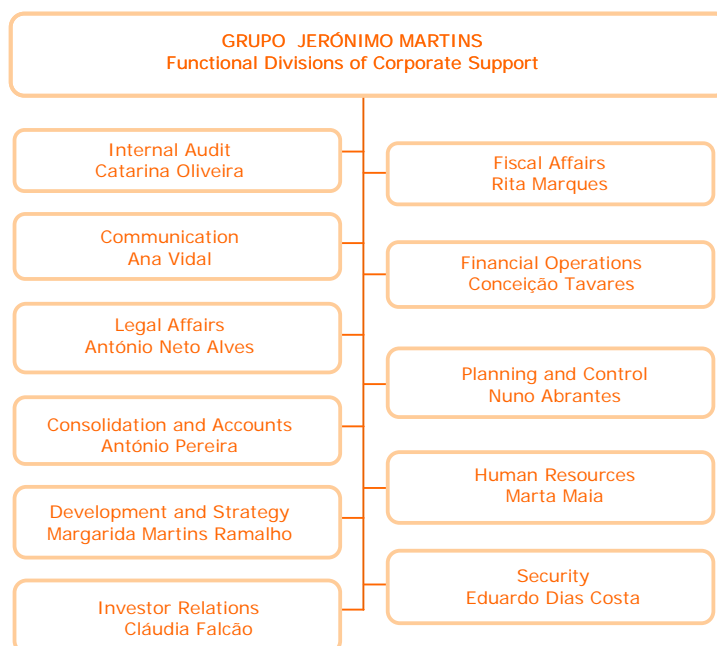 GRUPO JERÓNIMO MARTINS
Functional Divisions of Corporate Support
Internal Audit
Catarina Oliveira
Fiscal Affairs
Rita Marques
Communication
Ana Vidal
Financial Operations
Conceição Tavares
Legal Affairs
António Neto Alves
Planning and Control
Nuno Abrantes
Consolidation and Accounts
António Pereira
Human Resources
Marta Maia
Development and Strategy
Margarida Martins Ramalho
Security
Eduardo Dias Costa
Investor Relations
Cláudia Falcão